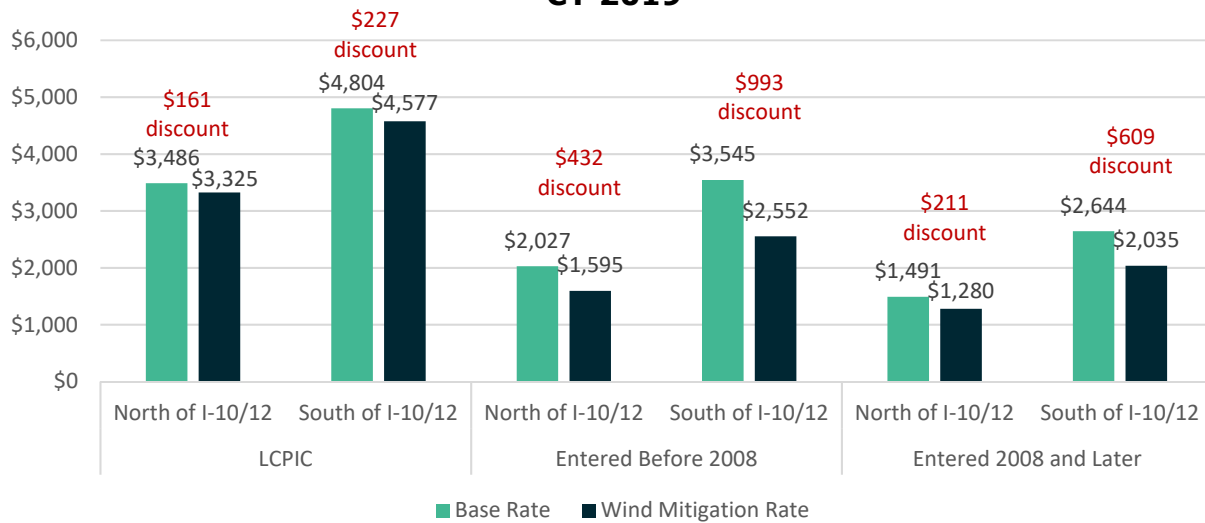 $227
discount
$6,000
$4,804
$993
discount
$5,000
$4,577
$161
discount
$609
discount
$4,000
$3,486
$3,325
$432
discount
$3,545
$3,000
$211
discount
$2,644
$2,552
$2,027
$2,035
$2,000
$1,595
$1,491
$1,280
$1,000
$0
North of I-10/12 South of I-10/12 North of I-10/12 South of I-10/12 North of I-10/12 South of I-10/12
LCPIC Entered Before 2008 Entered 2008 and Later
Base Rate Wind Mitigation Rate